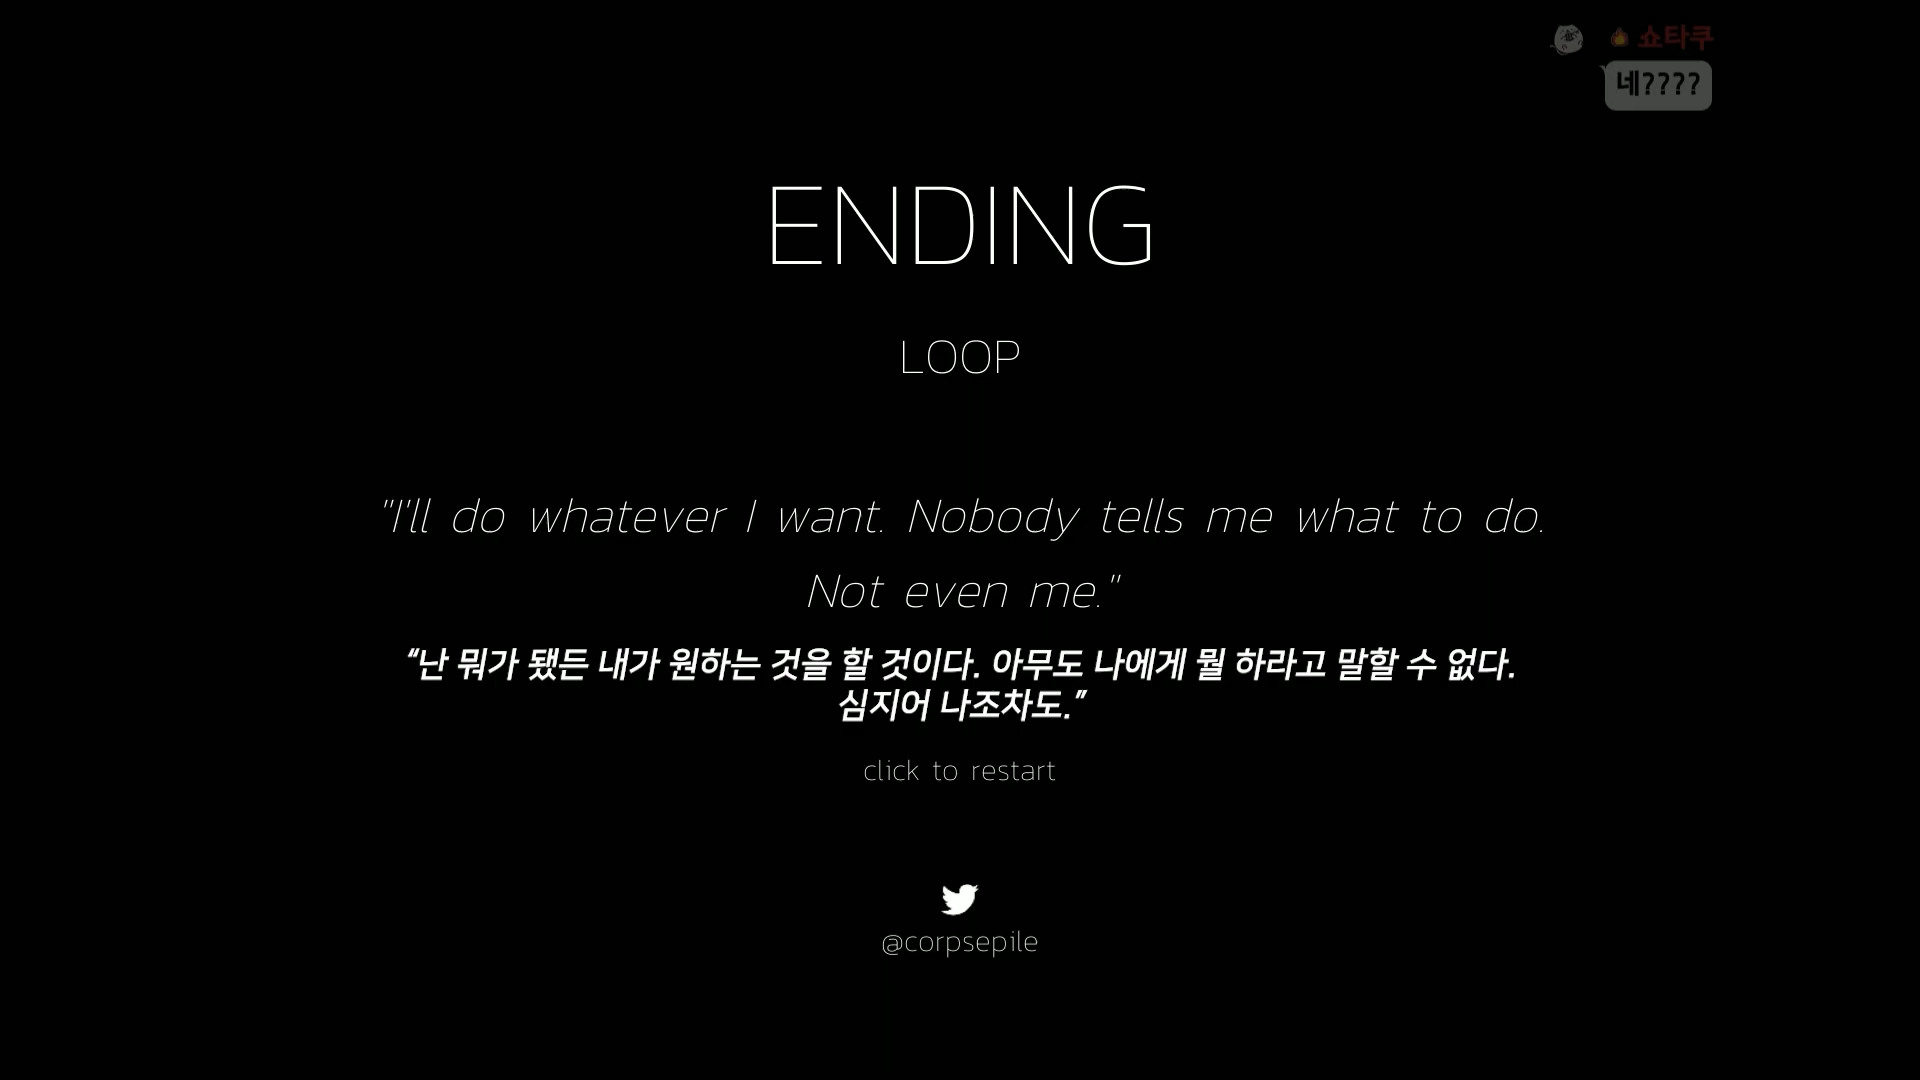 쇼타쿠
네????
ENDING
LOOP
"I'll do whatever I want. Nobody tells me what to do.
Not even me."
“난 뭐가 됐든 내가 원하는 것을 할 것이다. 아무도 나에게 뭘 하라고 말할 수 없다.
심지어 나조차도.”
click to restart
@corpsepile